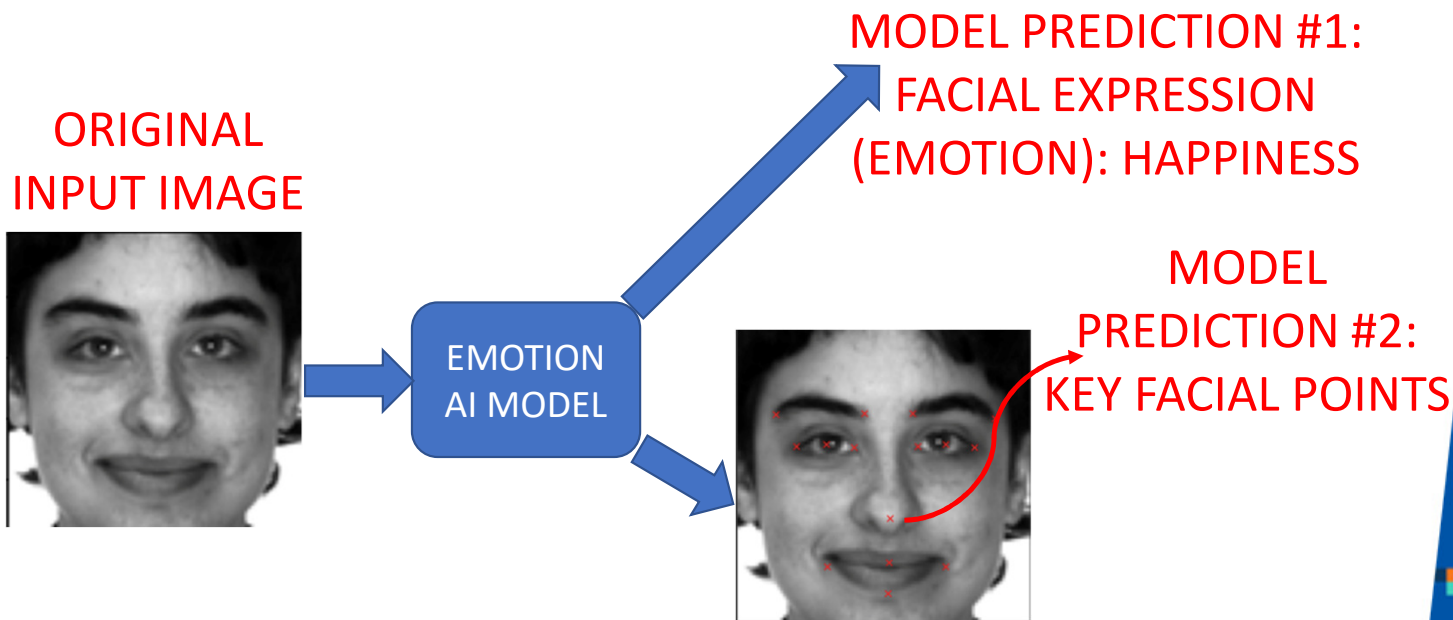 ORIGINAL
INPUT IMAGE
EMOTION
AI MODEL
MODEL PREDICTION #1:
FACIAL EXPRESSION
(EMOTION): HAPPINESS
MODEL
PREDICTION #2:
KEY FACIAL POINTS